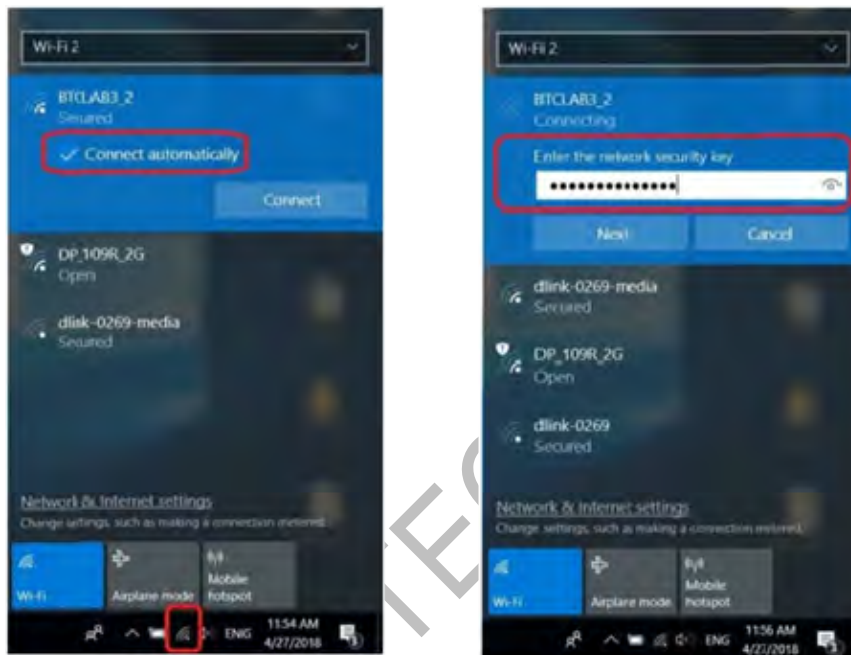 Wi-Fi 2
BTCLAB3_2
Secured
Connect automatically
Connect
DP_109R_2G
Open
dlink-0269-media
Secured
Network & Internet settings
Change settings, such as making a connection metered.
Wi-Fi
Airplane mode
Mobile hotspot
ENG
11:54 AM
4/27/2018
Wi-Fi 2
BTCLAB3_2
Connecting
Enter the network security key
Next
Cancel
dlink-0269-media
Secured
DP_109R_2G
Open
dlink-0269
Secured
Network & Internet settings
Change settings, such as making a connection metered.
Wi-Fi
Airplane mode
Mobile hotspot
ENG
11:56 AM
4/27/2018